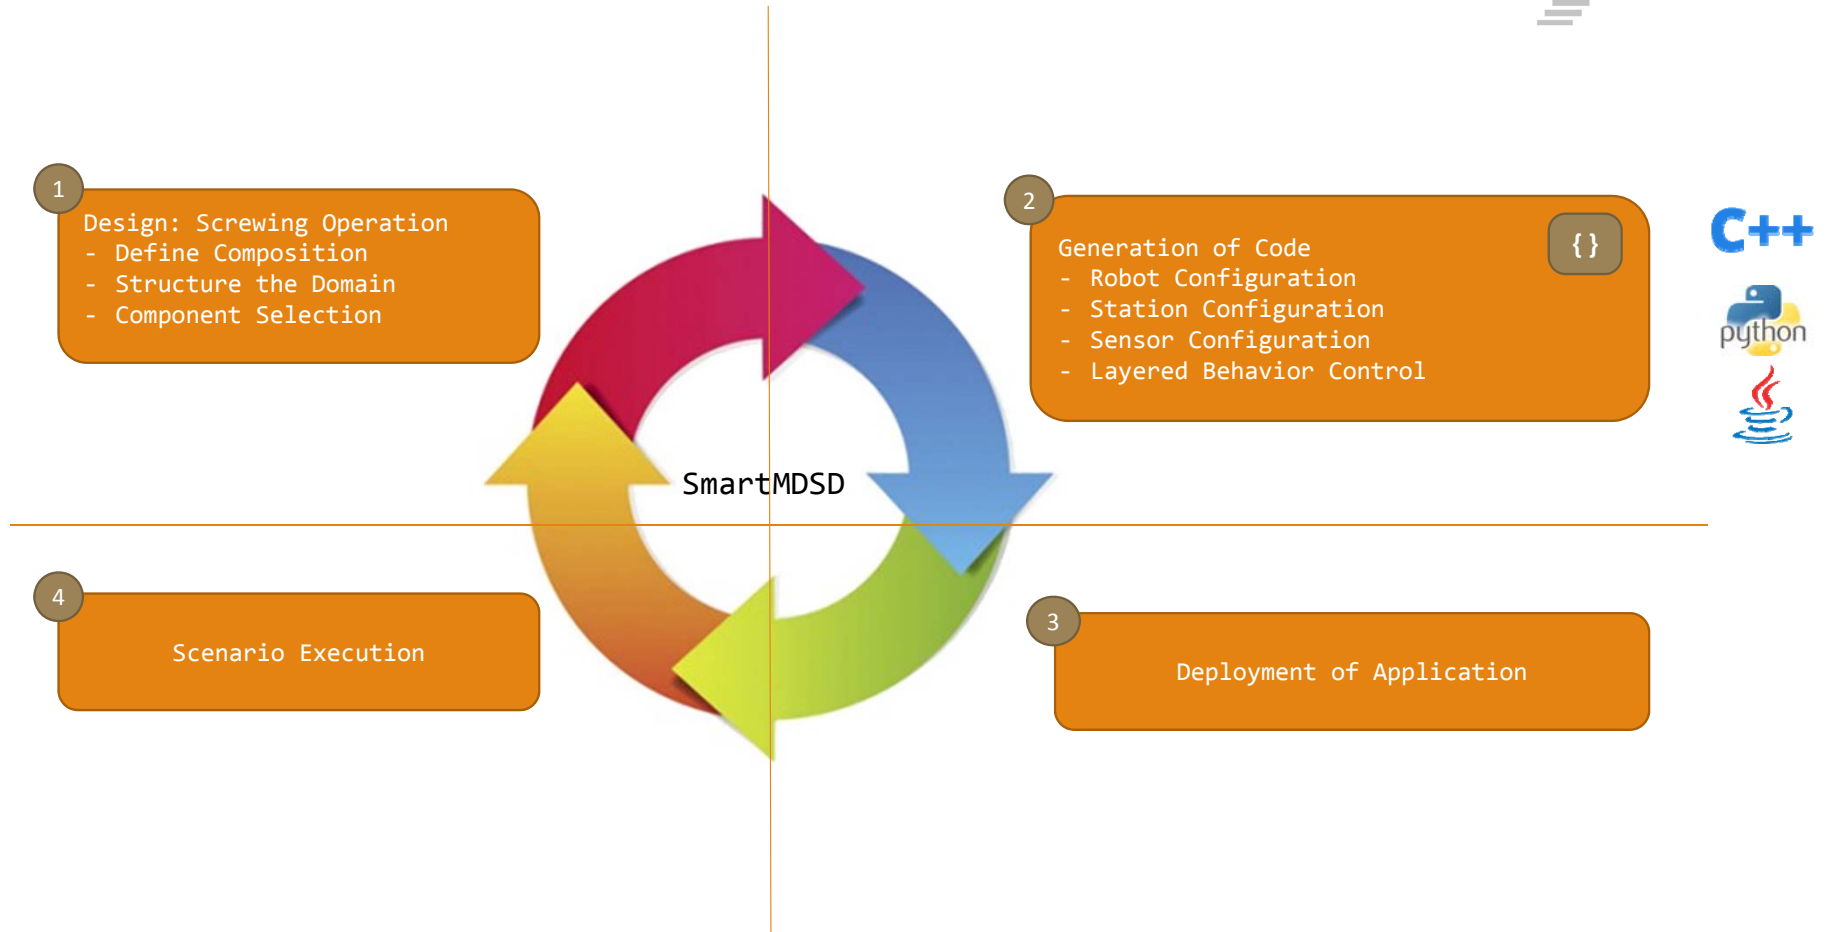 1
Design: Screwing Operation
- Define Composition
- Structure the Domain
- Component Selection
2
{}
Generation of Code
- Robot Configuration
- Station Configuration
- Sensor Configuration
- Layered Behavior Control
C++
python
SmartMDSD
4
Scenario Execution
3
Deployment of Application